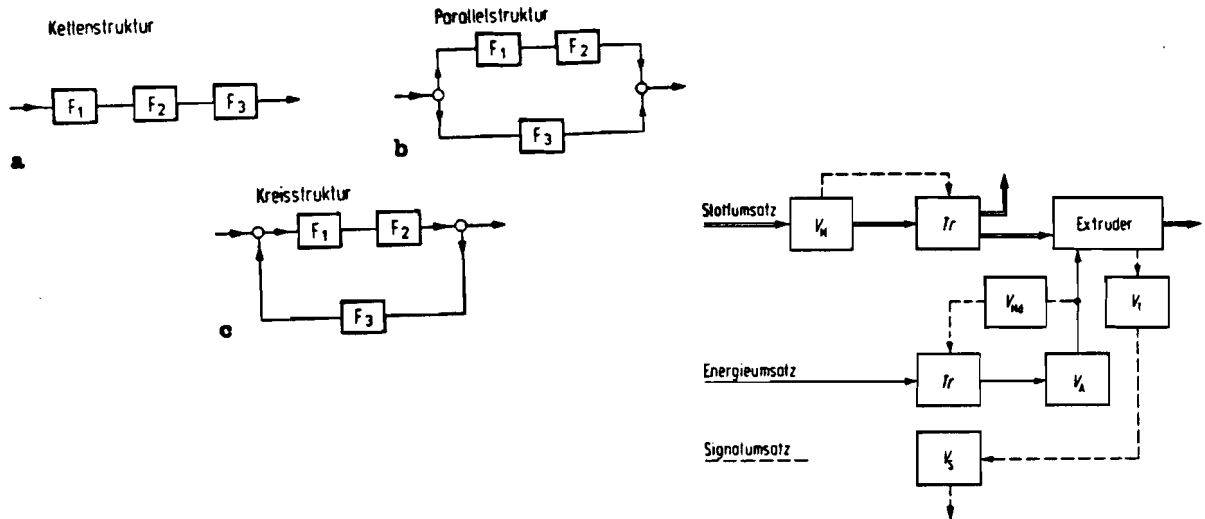 Kettenstruktur
F1 F2 F3
a
Parallelstruktur
F1 F2
F3
b
Kreisstruktur
F1 F2
F3
c
Stoffumsatz
VM Tr Extruder
VMd VT
Energieumsatz
Tr VA
Signalumsatz
VS